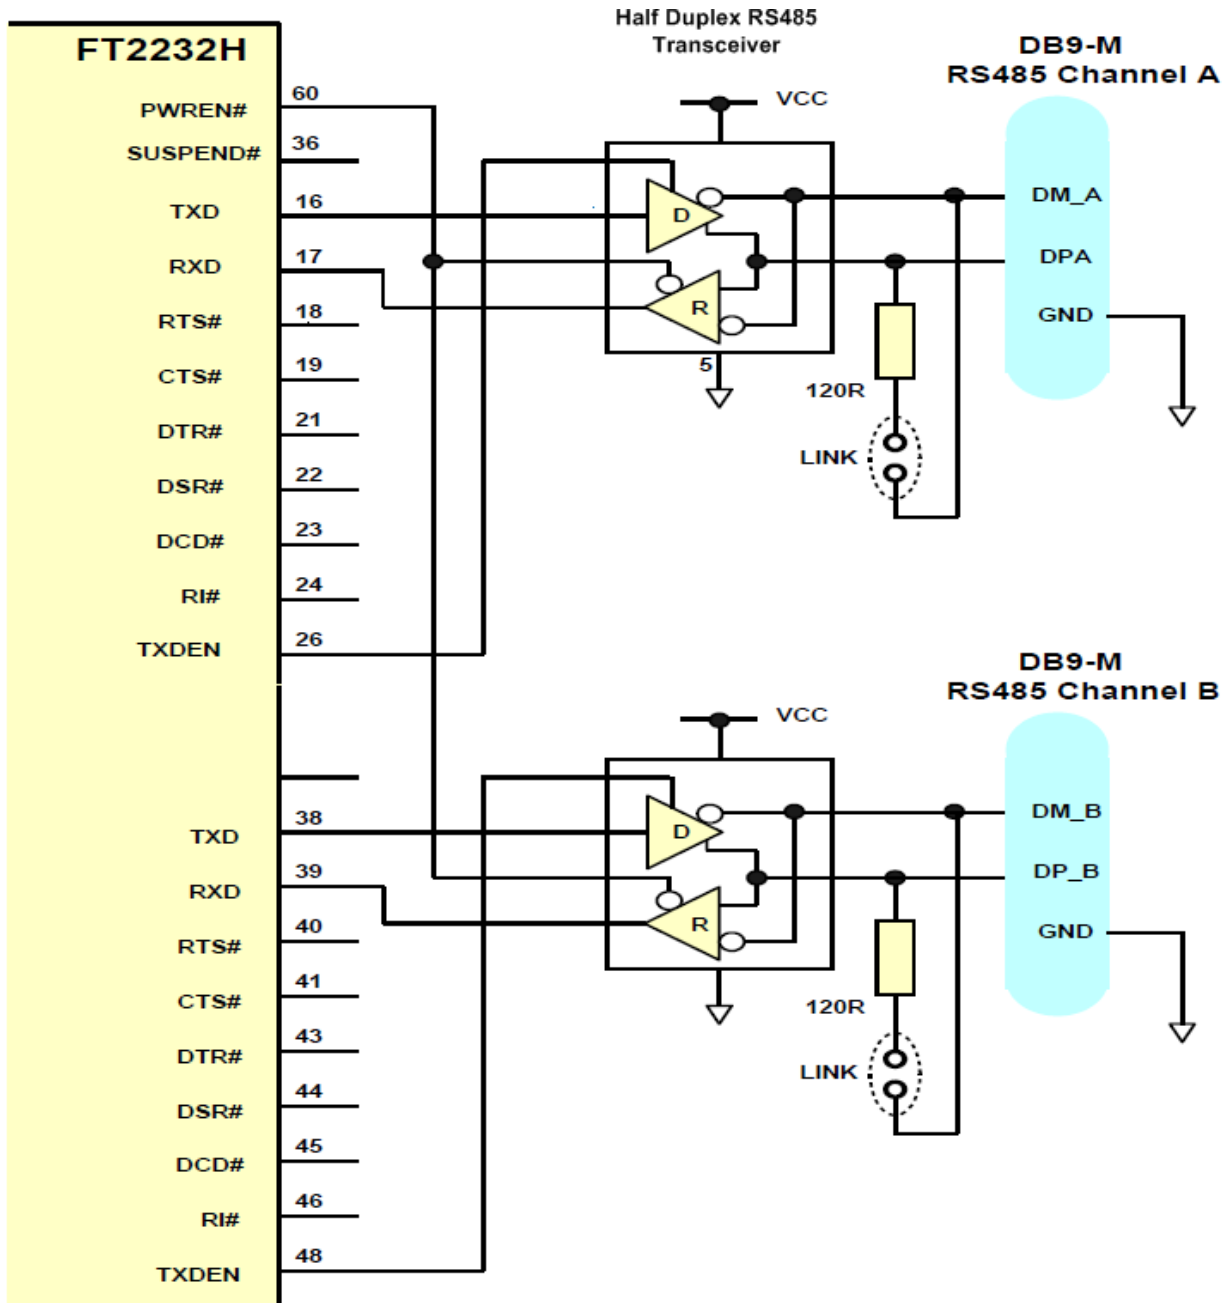 Half Duplex RS485
Transceiver
DB9-M
RS485 Channel A
FT2232H
60
PWREN#
VCC
36
SUSPEND#
16
TXD
D
DM_A
17
RXD
DPA
18
RTS#
R
GND
19
CTS#
5
120R
21
DTR#
LINK
22
DSR#
23
DCD#
24
RI#
26
TXDEN
DB9-M
RS485 Channel B
VCC
38
TXD
D
DM_B
39
RXD
DP_B
40
RTS#
R
GND
41
CTS#
120R
43
DTR#
LINK
44
DSR#
45
DCD#
46
RI#
48
TXDEN